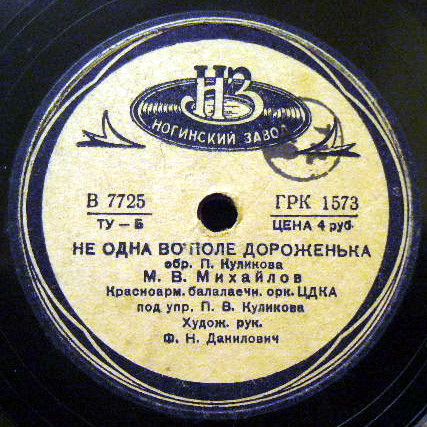 НЗ
НОГИНСКИЙ ЗАВОД
В 7725
ГРК 1573
ТУ — Б
ЦЕНА 4 руб.
НЕ ОДНА ВО ПОЛЕ ДОРОЖЕНЬКА
обр. П. Куликова
М. В. Михайлов
Красноарм. балалаечн. орк. ЦДКА
под упр. П. В. Куликова
Худож. рук.
Ф. Н. Данилович